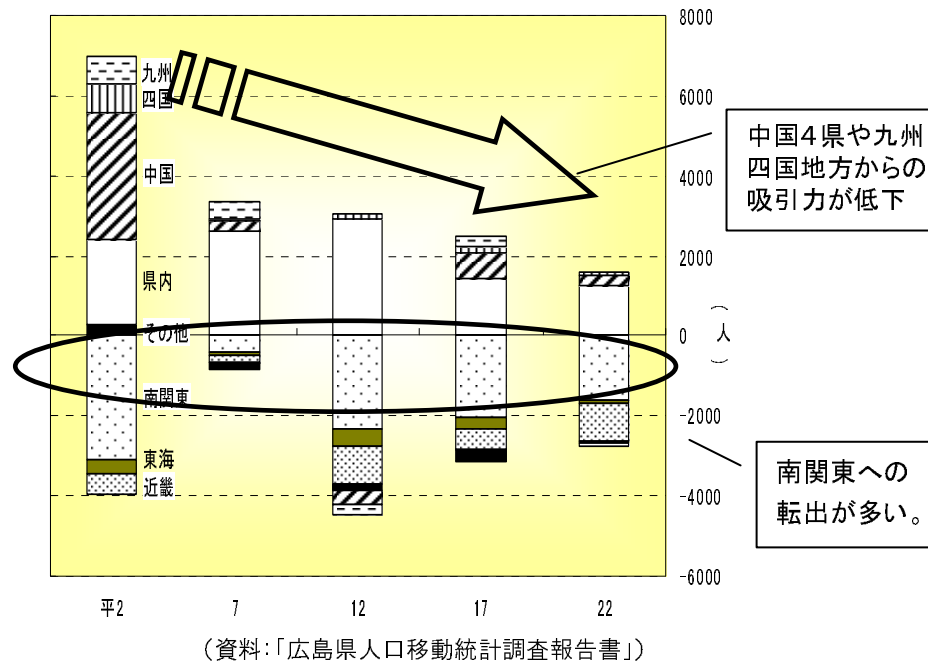 8000
九州
四国
6000
中国4県や九州
四国地方からの
吸引力が低下
中国
4000
2000
県内
その他
0
（人）
南関東
-2000
東海
近畿
南関東への
転出が多い。
-4000
-6000
平2 7 12 17 22
（資料：「広島県人口移動統計調査報告書」）